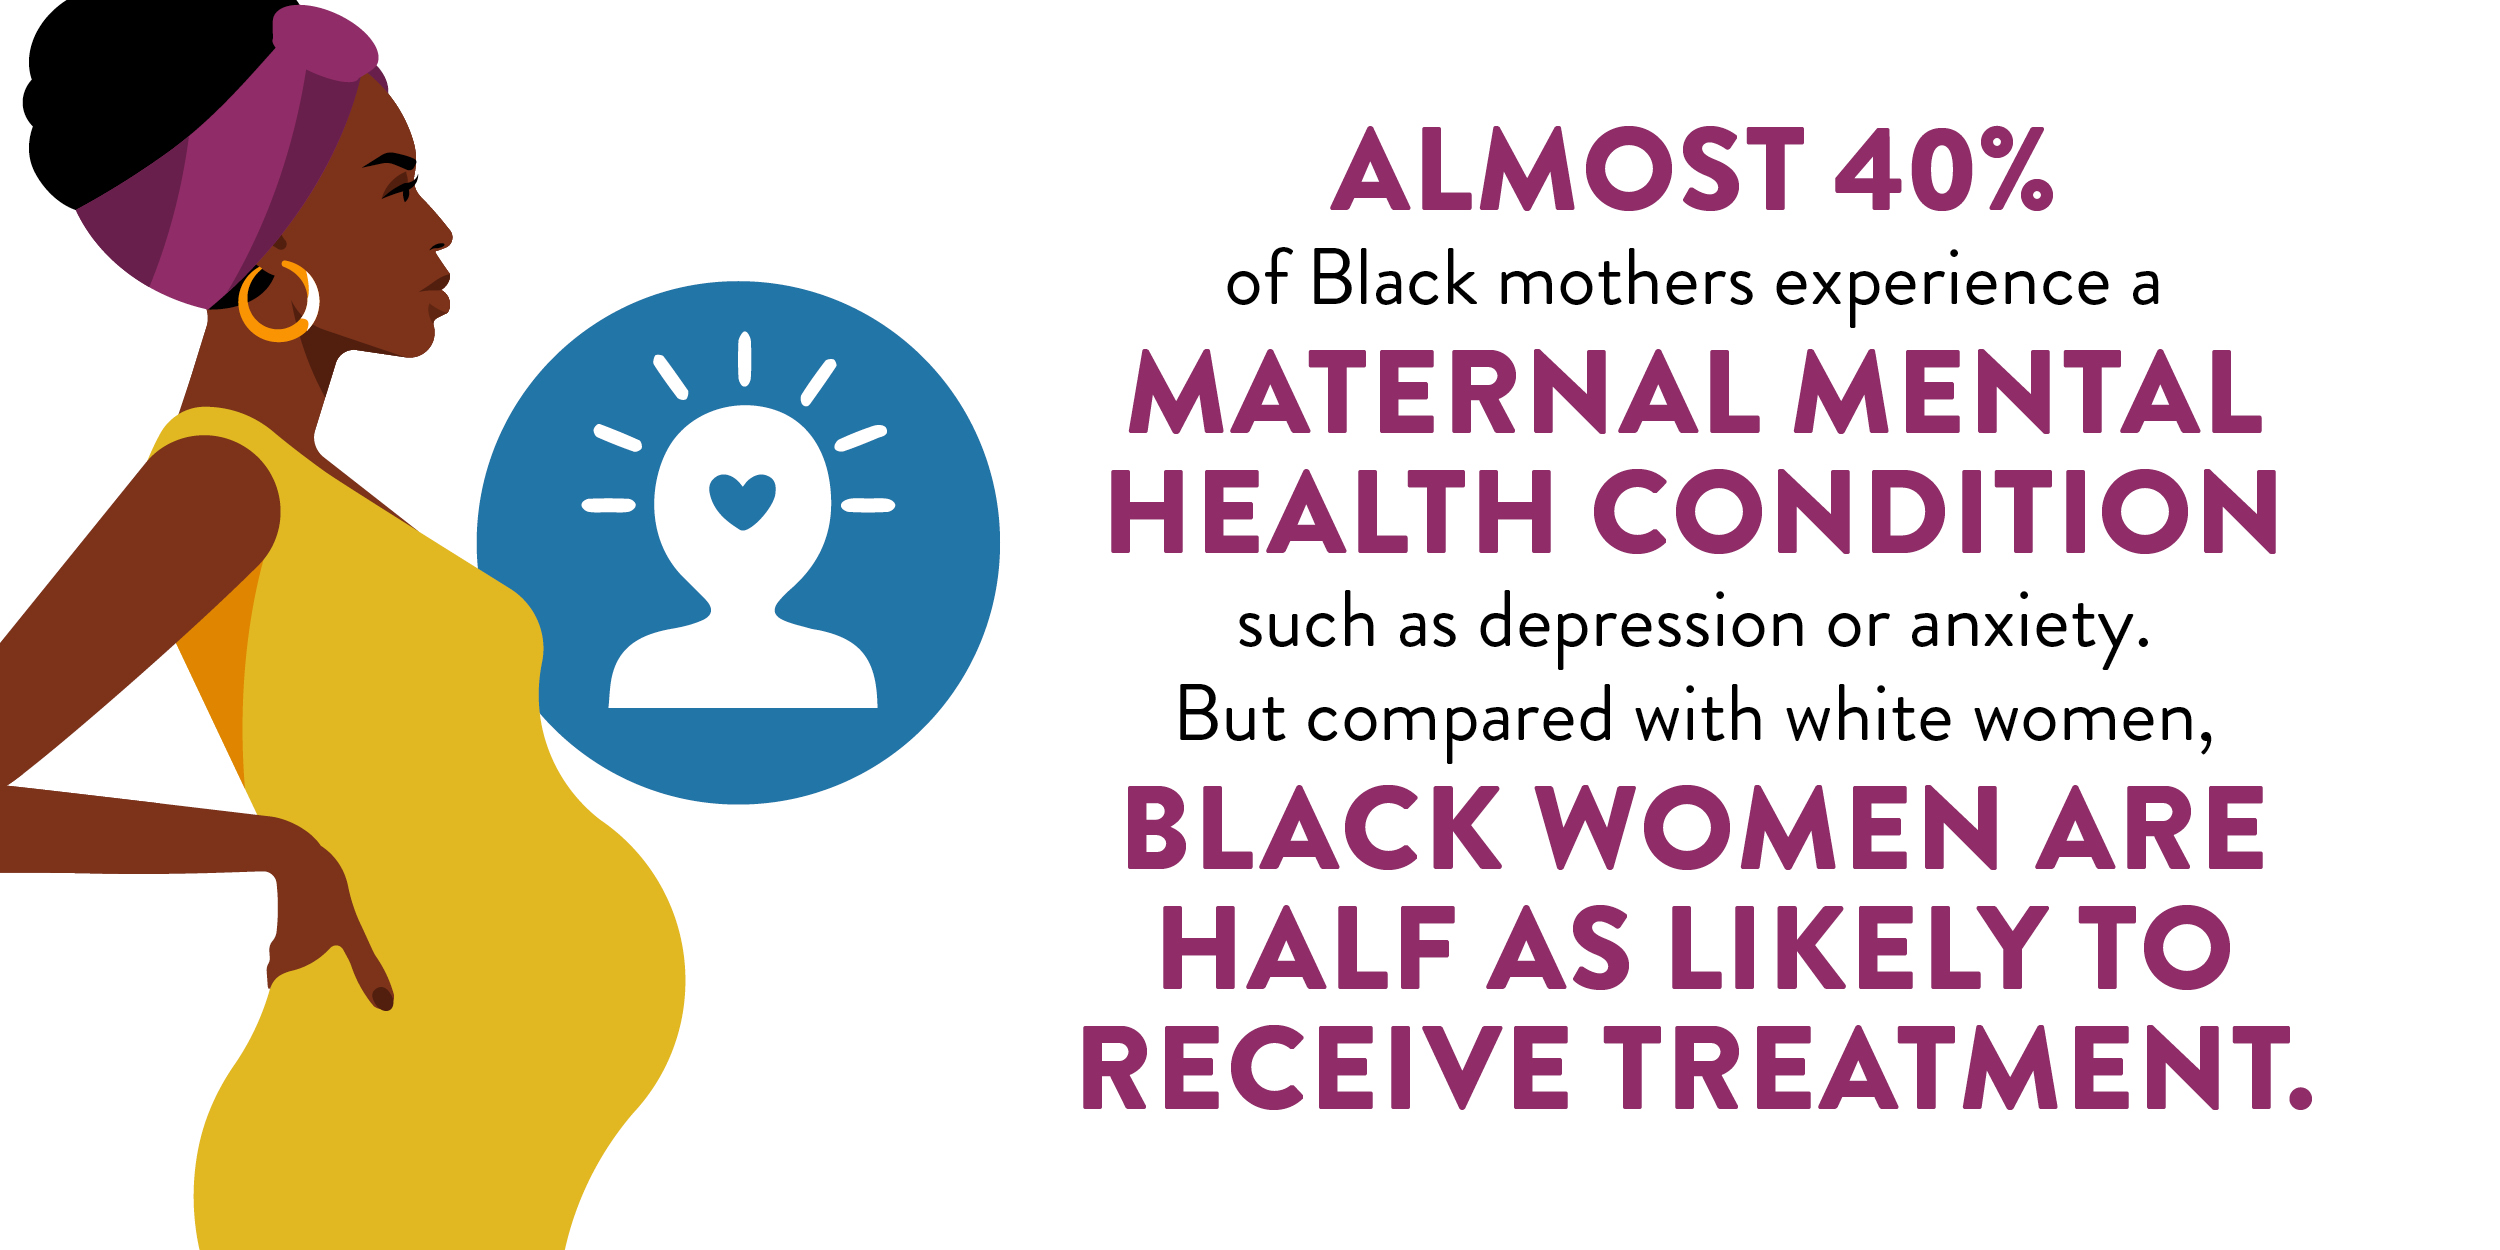 ALMOST 40%
of Black mothers experience a
MATERNAL MENTAL
HEALTH CONDITION
such as depression or anxiety.
But compared with white women,
BLACK WOMEN ARE
HALF AS LIKELY TO
RECEIVE TREATMENT.